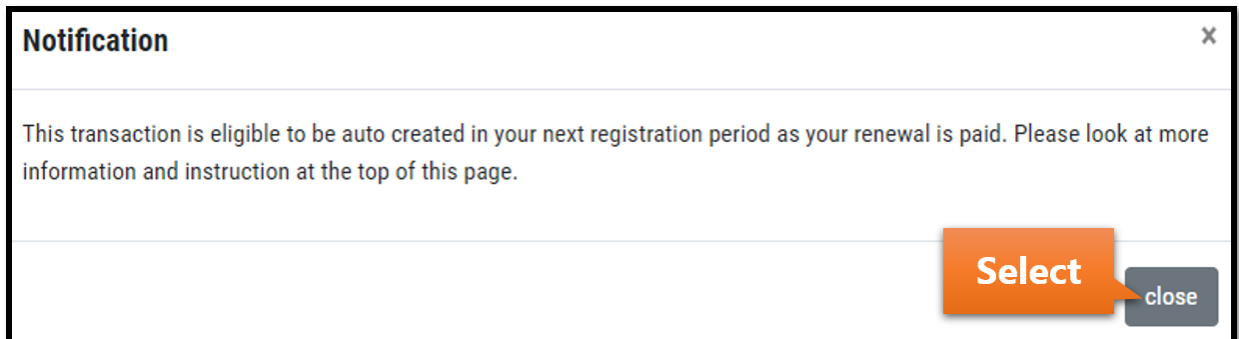 Notification
×
This transaction is eligible to be auto created in your next registration period as your renewal is paid. Please look at more
information and instruction at the top of this page.
Select
close